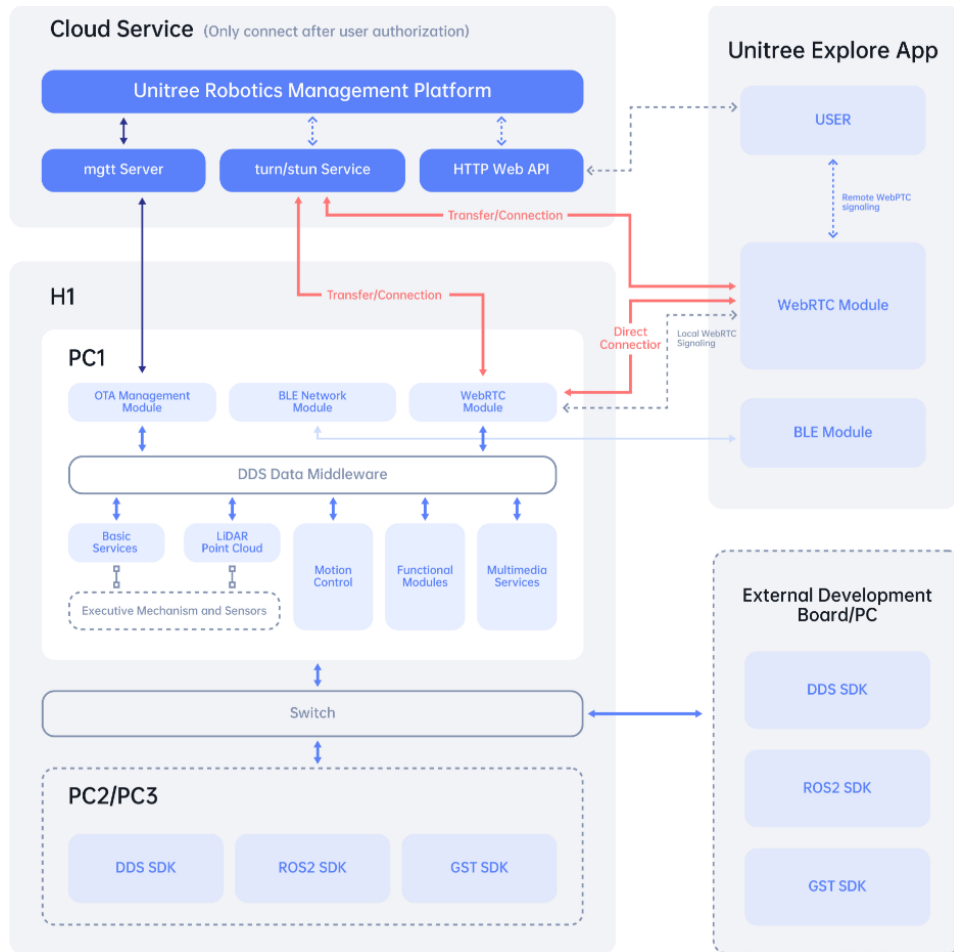 Cloud Service (Only connect after user authorization)
Unitree Robotics Management Platform
mgtt Server
turn/stun Service
HTTP Web API
Transfer/Connection
Unitree Explore App
USER
Remote WebPTC
signaling
WebRTC Module
BLE Module
H1
Transfer/Connection
Direct
Connectior
Local WebRTC
Signaling
PC1
OTA Management
Module
BLE Network
Module
WebRTC
Module
DDS Data Middleware
Basic
Services
LiDAR
Point Cloud
Motion
Control
Functional
Modules
Multimedia
Services
Executive Mechanism and Sensors
Switch
PC2/PC3
DDS SDK
ROS2 SDK
GST SDK
External Development
Board/PC
DDS SDK
ROS2 SDK
GST SDK